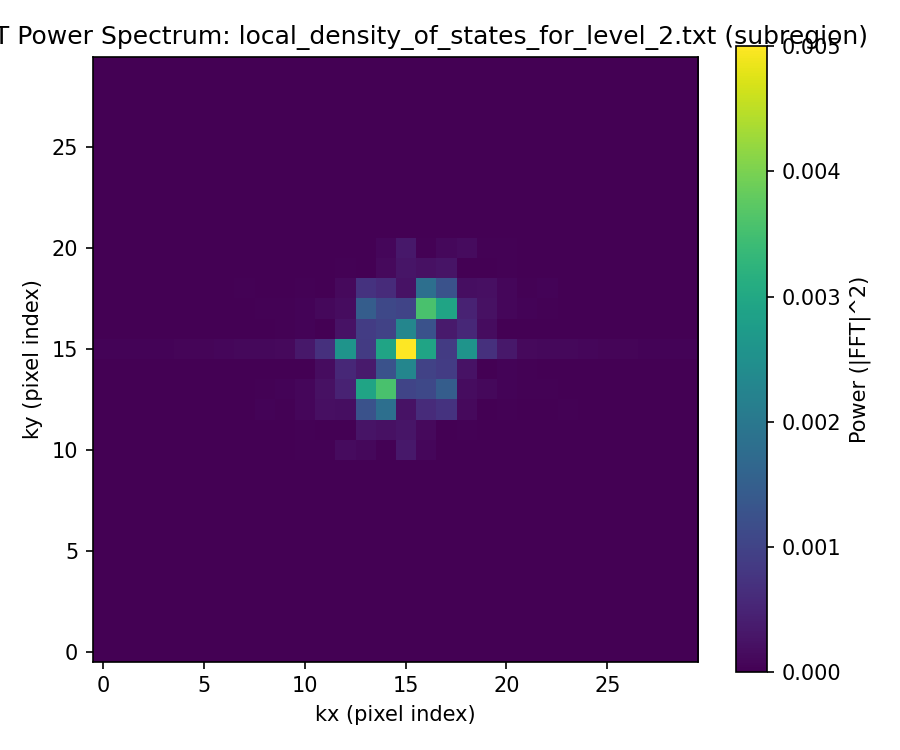 T Power Spectrum: local_density_of_states_for_level_2.txt (subregion)
0.005
0.004
0.003
0.002
0.001
0.000
Power (|FFT|^2)
25
20
15
10
5
0
ky (pixel index)
0 5 10 15 20 25
kx (pixel index)